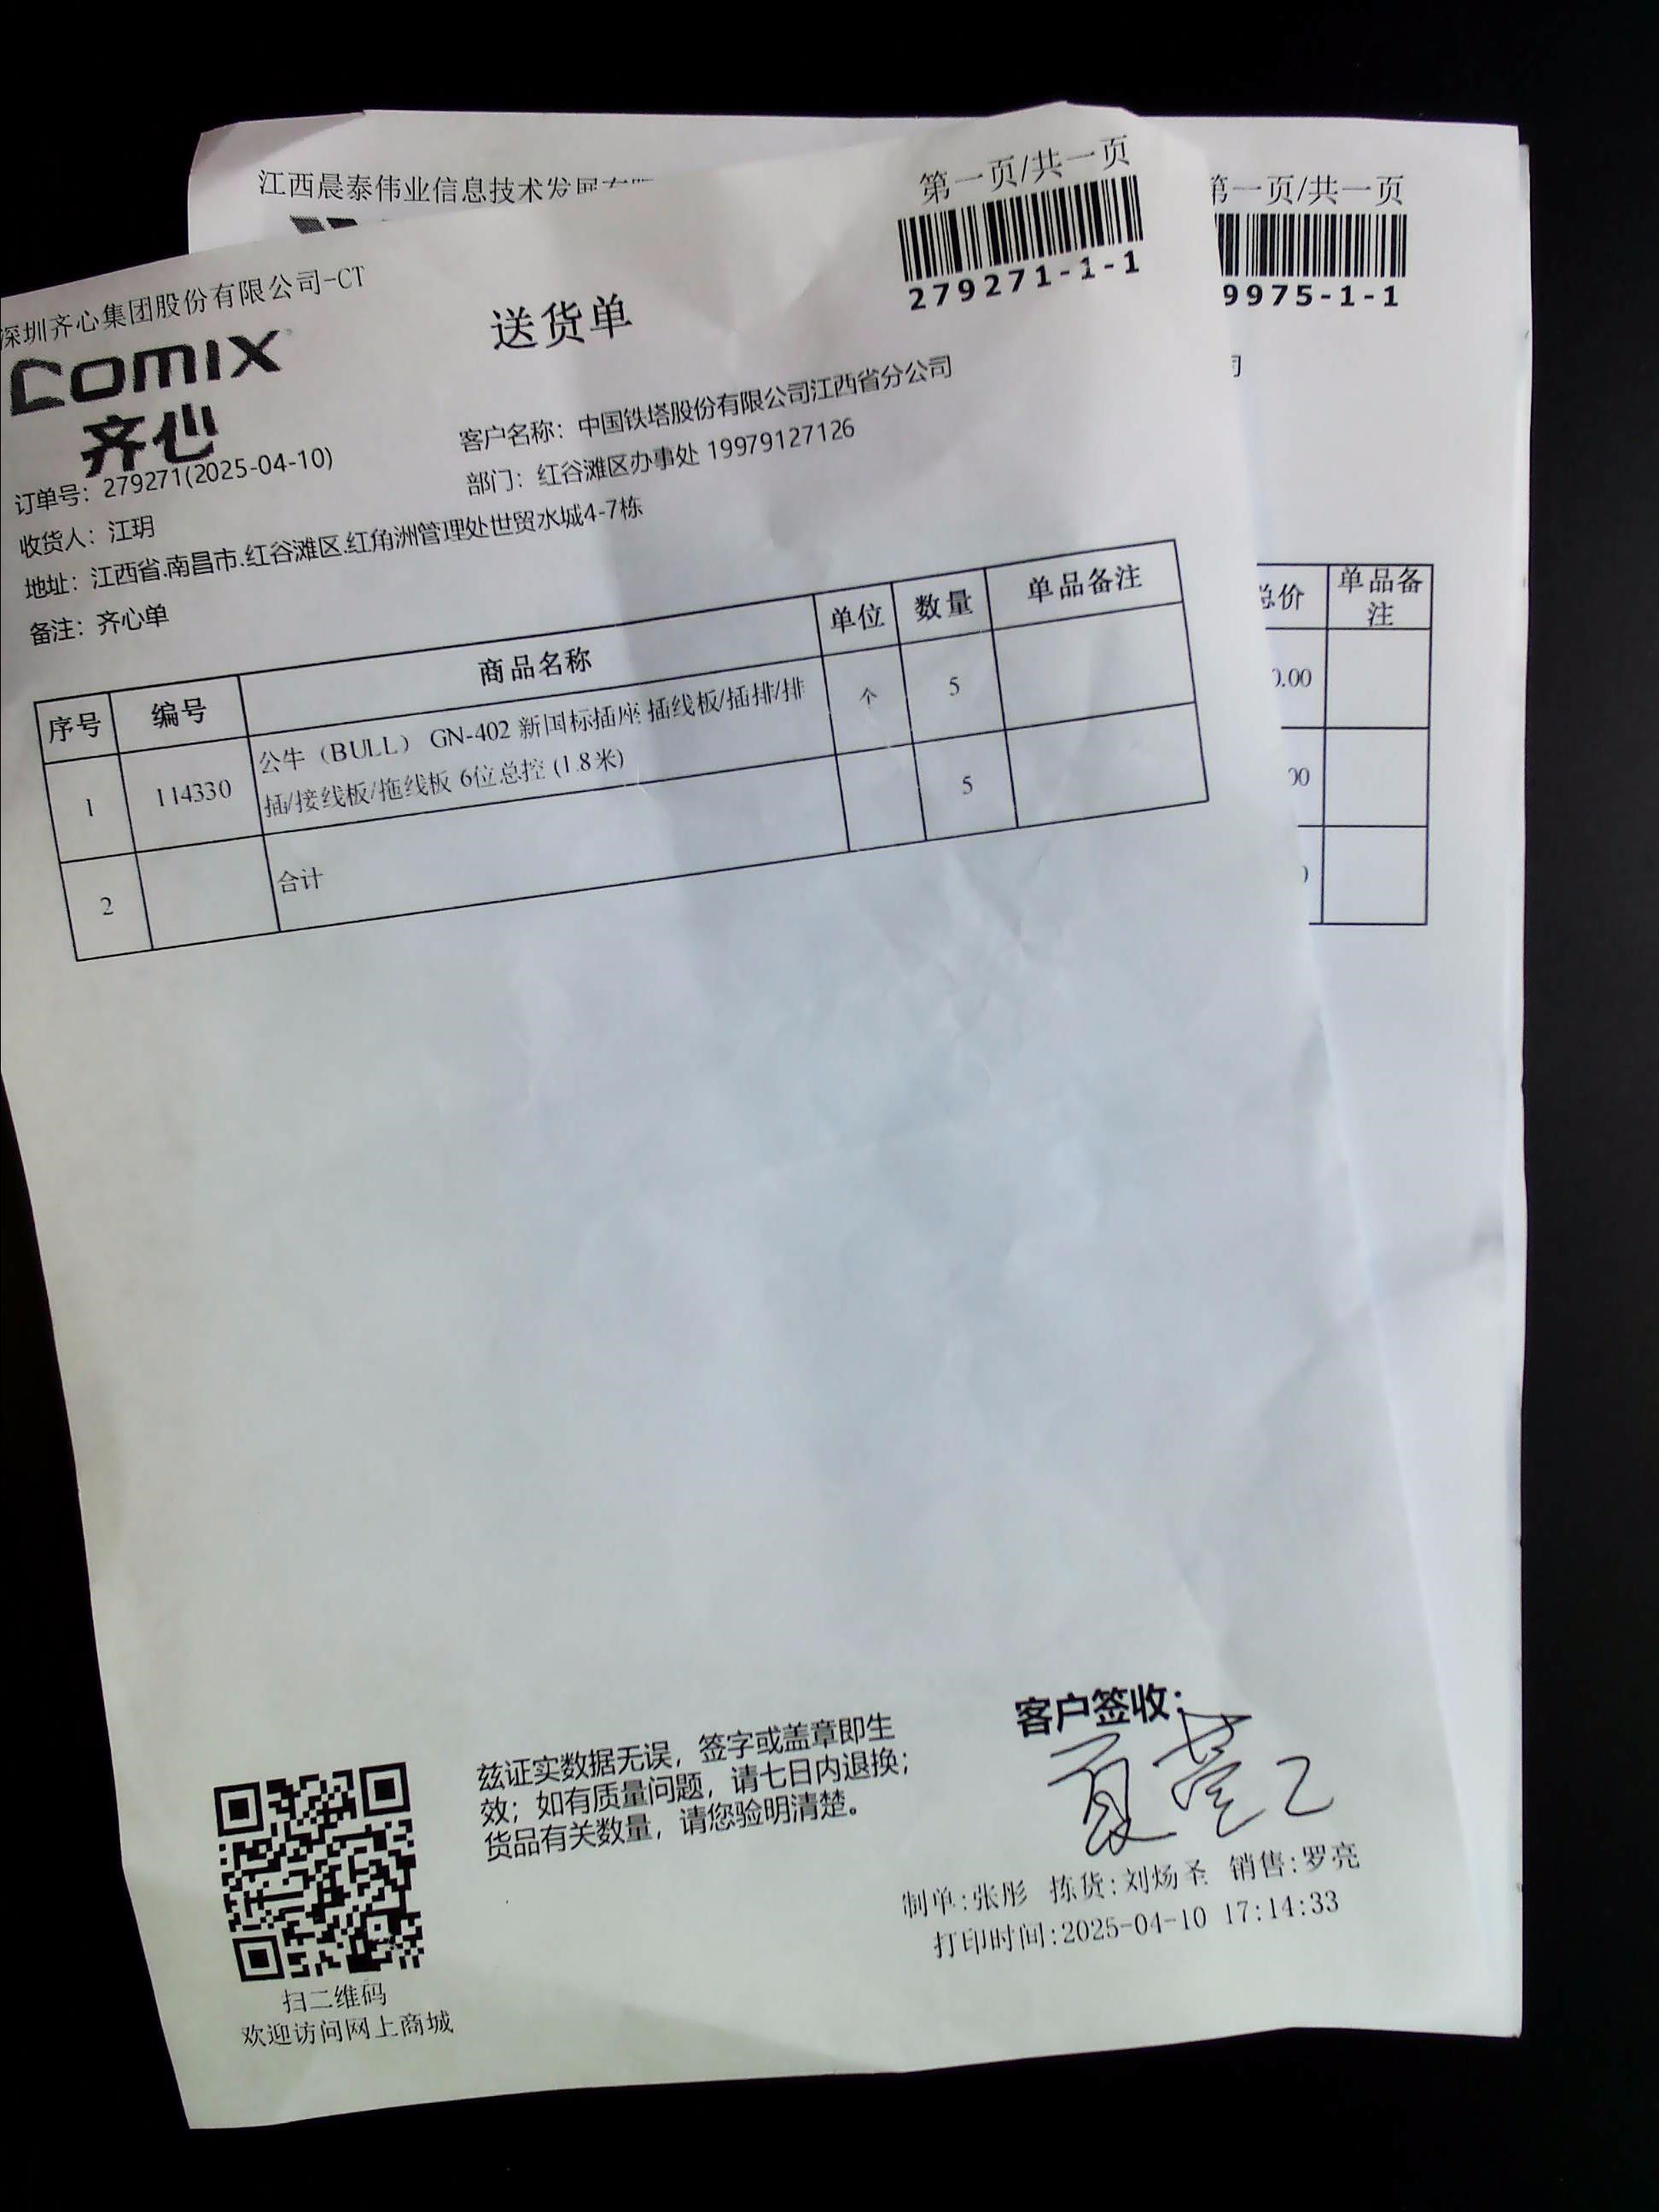 江西晨泰伟业信息技术发展有限
第一页/共一页
9975-1-1
总价
单品备
注
第一页/共一页
279271-1-1
深圳齐心集团股份有限公司-CT
comix
齐心
送货单
订单号：279271(2025-04-10)
客户名称：中国铁塔股份有限公司江西省分公司
收货人：江玥
部门：红谷滩区办事处 19979127126
地址：江西省.南昌市.红谷滩区.红角洲管理处世贸水城4-7栋
备注：齐心单
序号 编号 商品名称 单位 数量 单品备注
1 114330 公牛（BULL） GN-402 新国标插座 插线板/插排/排 个 5
插/接线板/拖线板 6位总控 (1.8米)
2 合计 5
兹证实数据无误，签字或盖章即生
效；如有质量问题，请七日内退换；
货品有关数量，请您验明清楚。
客户签收：
制单:张彤 拣货:刘炀圣 销售:罗亮
打印时间:2025-04-10 17:14:33
扫二维码
欢迎访问网上商城